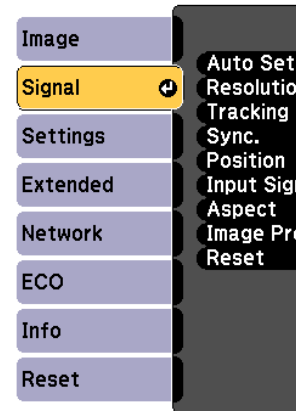 Image
Signal
Settings
Extended
Network
ECO
Info
Reset
Auto Set
Resolutio
Tracking
Sync.
Position
Input Sign
Aspect
Image Pro
Reset